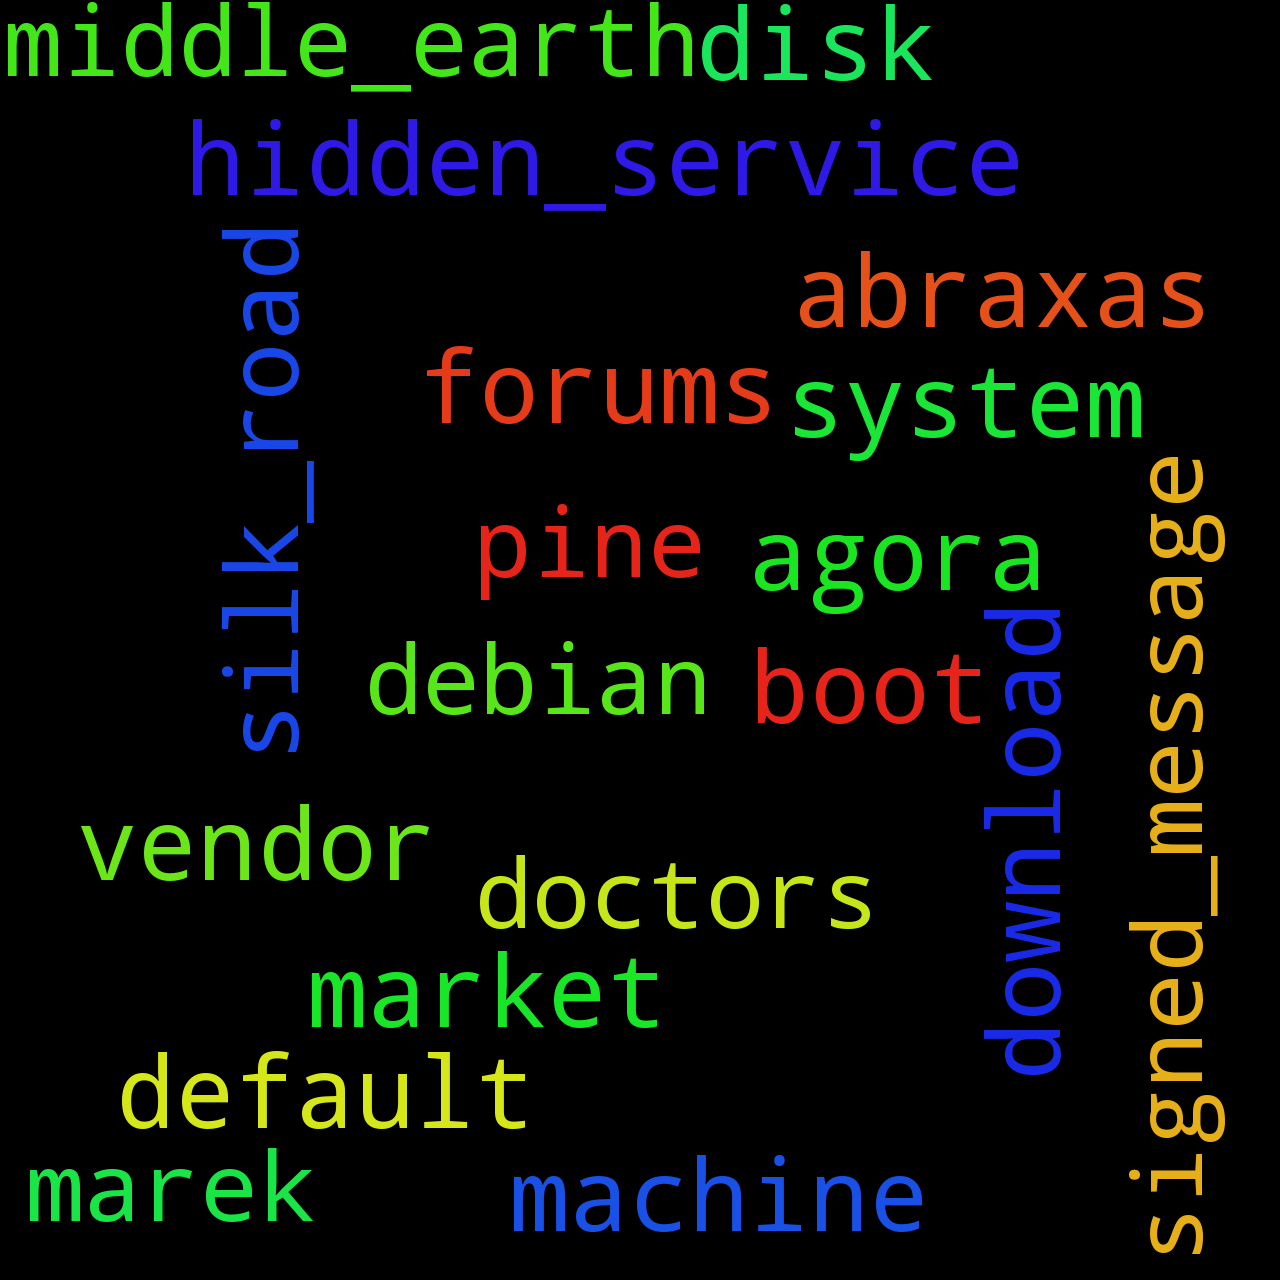 middle_earth
disk
hidden_service
silk_road
abraxas
forums
system
signed_message
pine
agora
download
debian
boot
vendor
doctors
market
default
marek
machine